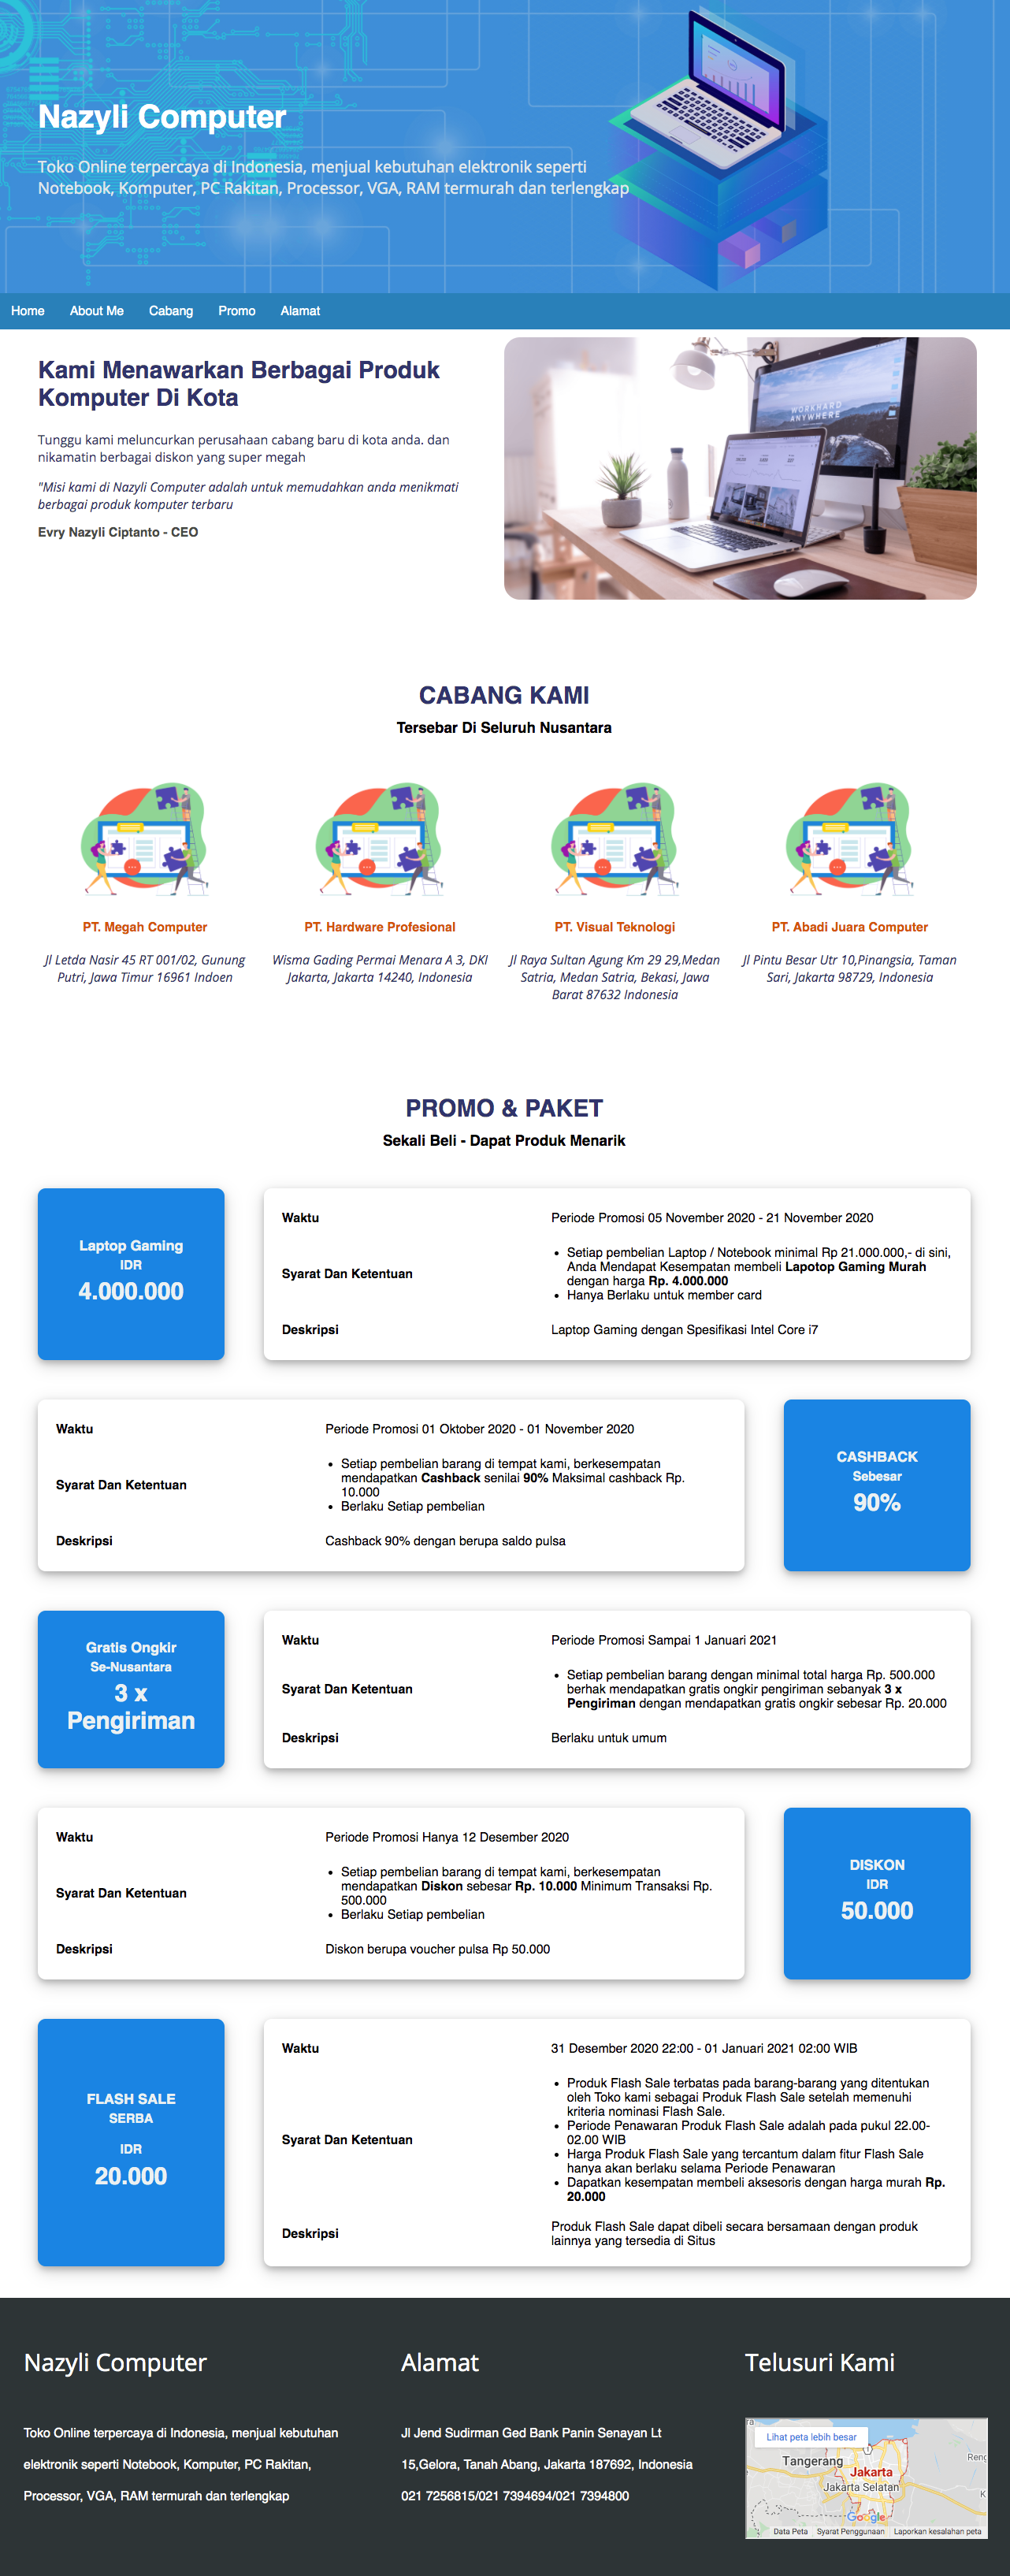 Nazyli Computer
Toko Online terpercaya di Indonesia, menjual kebutuhan elektronik seperti
Notebook, Komputer, PC Rakitan, Processor, VGA, RAM termurah dan terlengkap
Home About Me Cabang Promo Alamat
Kami Menawarkan Berbagai Produk
Komputer Di Kota
Tunggu kami meluncurkan perusahaan cabang baru di kota anda. dan
nikamatin berbagai diskon yang super megah
"Misi kami di Nazyli Computer adalah untuk memudahkan anda menikmati
berbagai produk komputer terbaru
Evry Nazyli Ciptanto - CEO
WORKHARD
ANYWHERE
CABANG KAMI
Tersebar Di Seluruh Nusantara
PT. Megah Computer
Jl Letda Nasir 45 RT 001/02, Gunung
Putri, Jawa Timur 16961 Indoen
PT. Hardware Profesional
Wisma Gading Permai Menara A 3, DKI
Jakarta, Jakarta 14240, Indonesia
PT. Visual Teknologi
Jl Raya Sultan Agung Km 29 29,Medan
Satria, Medan Satria, Bekasi, Jawa
Barat 87632 Indonesia
PT. Abadi Juara Computer
Jl Pintu Besar Utr 10,Pinangsia, Taman
Sari, Jakarta 98729, Indonesia
PROMO & PAKET
Sekali Beli - Dapat Produk Menarik
Laptop Gaming
IDR
4.000.000
Waktu
Periode Promosi 05 November 2020 - 21 November 2020
Syarat Dan Ketentuan
• Setiap pembelian Laptop / Notebook minimal Rp 21.000.000,- di sini,
Anda Mendapat Kesempatan membeli Lapotop Gaming Murah
dengan harga Rp. 4.000.000
• Hanya Berlaku untuk member card
Deskripsi
Laptop Gaming dengan Spesifikasi Intel Core i7
Waktu
Periode Promosi 01 Oktober 2020 - 01 November 2020
Syarat Dan Ketentuan
• Setiap pembelian barang di tempat kami, berkesempatan
mendapatkan Cashback senilai 90% Maksimal cashback Rp.
10.000
• Berlaku Setiap pembelian
Deskripsi
Cashback 90% dengan berupa saldo pulsa
CASHBACK
Sebesar
90%
Gratis Ongkir
Se-Nusantara
3 x
Pengiriman
Waktu
Periode Promosi Sampai 1 Januari 2021
Syarat Dan Ketentuan
• Setiap pembelian barang dengan minimal total harga Rp. 500.000
berhak mendapatkan gratis ongkir pengiriman sebanyak 3 x
Pengiriman dengan mendapatkan gratis ongkir sebesar Rp. 20.000
Deskripsi
Berlaku untuk umum
Waktu
Periode Promosi Hanya 12 Desember 2020
Syarat Dan Ketentuan
• Setiap pembelian barang di tempat kami, berkesempatan
mendapatkan Diskon sebesar Rp. 10.000 Minimum Transaksi Rp.
500.000
• Berlaku Setiap pembelian
Deskripsi
Diskon berupa voucher pulsa Rp 50.000
DISKON
IDR
50.000
FLASH SALE
SERBA
IDR
20.000
Waktu
31 Desember 2020 22:00 - 01 Januari 2021 02:00 WIB
Syarat Dan Ketentuan
• Produk Flash Sale terbatas pada barang-barang yang ditentukan
oleh Toko kami sebagai Produk Flash Sale setelah memenuhi
kriteria nominasi Flash Sale.
• Periode Penawaran Produk Flash Sale adalah pada pukul 22.00-
02.00 WIB
• Harga Produk Flash Sale yang tercantum dalam fitur Flash Sale
hanya akan berlaku selama Periode Penawaran
• Dapatkan kesempatan membeli aksesoris dengan harga murah Rp.
20.000
Deskripsi
Produk Flash Sale dapat dibeli secara bersamaan dengan produk
lainnya yang tersedia di Situs
Nazyli Computer
Toko Online terpercaya di Indonesia, menjual kebutuhan
elektronik seperti Notebook, Komputer, PC Rakitan,
Processor, VGA, RAM termurah dan terlengkap
Alamat
Jl Jend Sudirman Ged Bank Panin Senayan Lt
15,Gelora, Tanah Abang, Jakarta 187692, Indonesia
021 7256815/021 7394694/021 7394800
Telusuri Kami
ra
Lihat peta lebih besar
Tangerang
Reng
Jakarta
Jakarta Selatan
K
Google
Data Peta Syarat Penggunaan Laporkan kesalahan peta